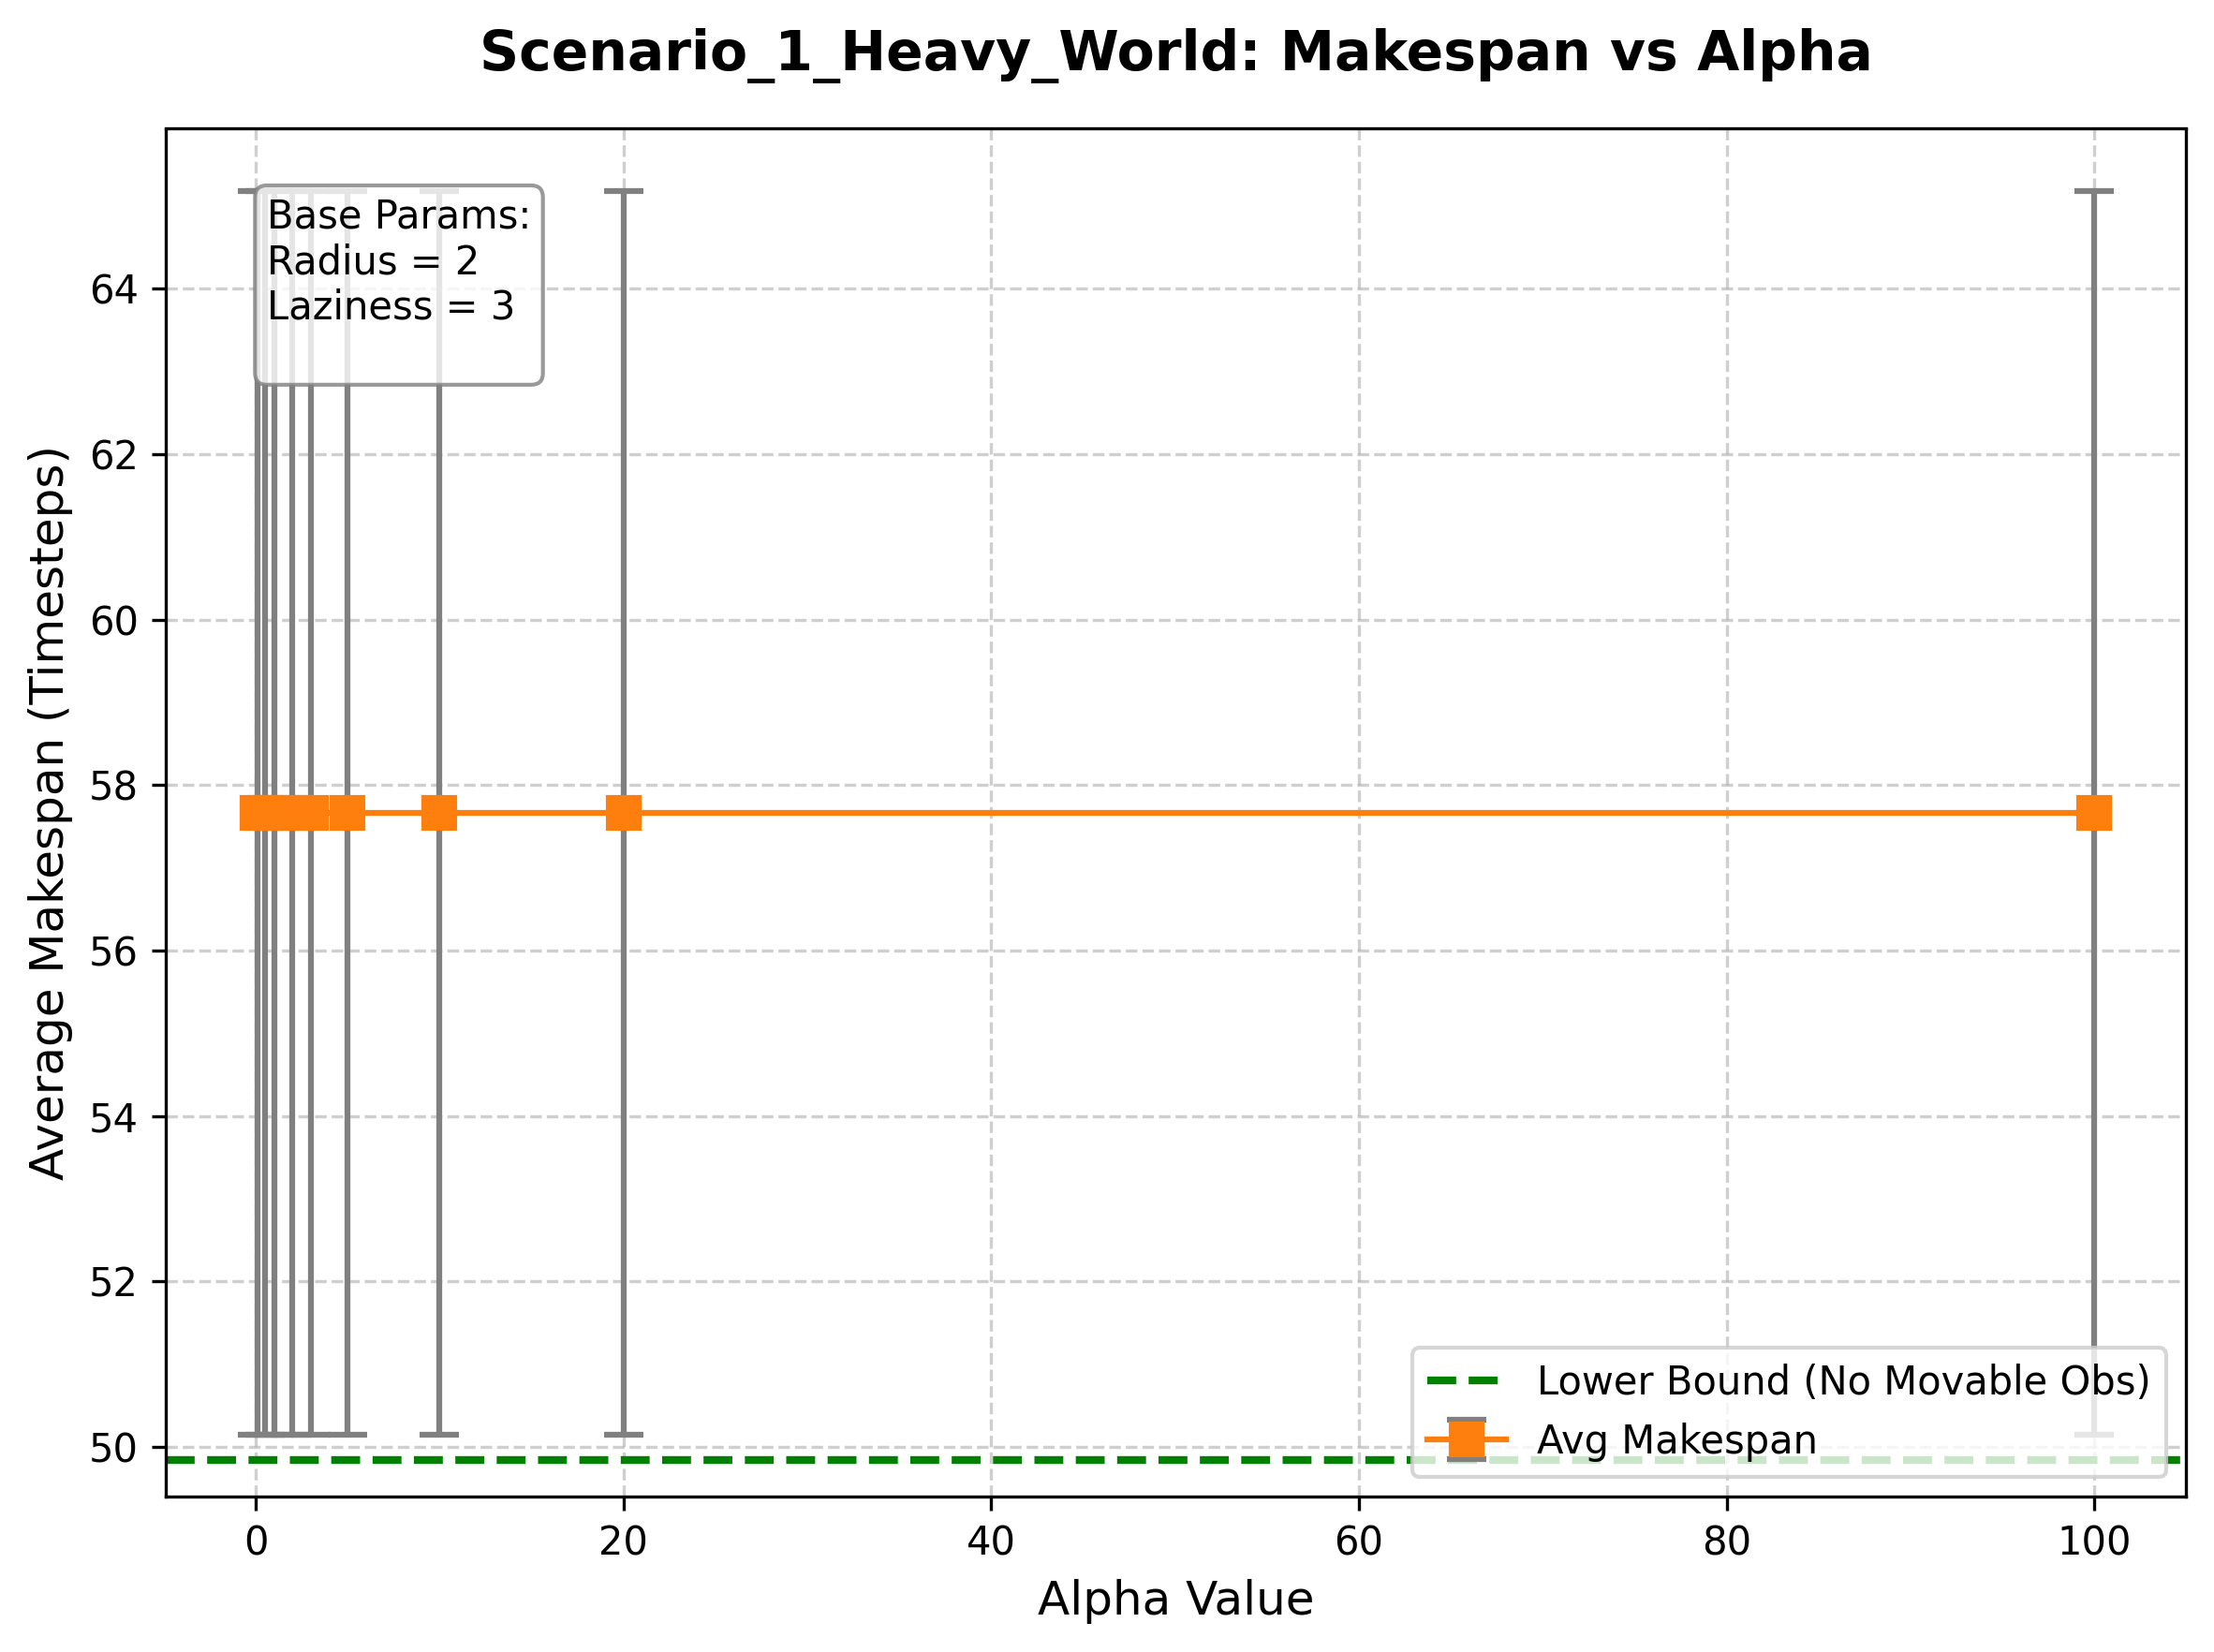 Scenario_1_Heavy_World: Makespan vs Alpha
Base Params:
Radius = 2
Laziness = 3
Average Makespan (Timesteps)
64
62
60
58
56
54
52
50
Lower Bound (No Movable Obs)
Avg Makespan
0 20 40 60 80 100
Alpha Value